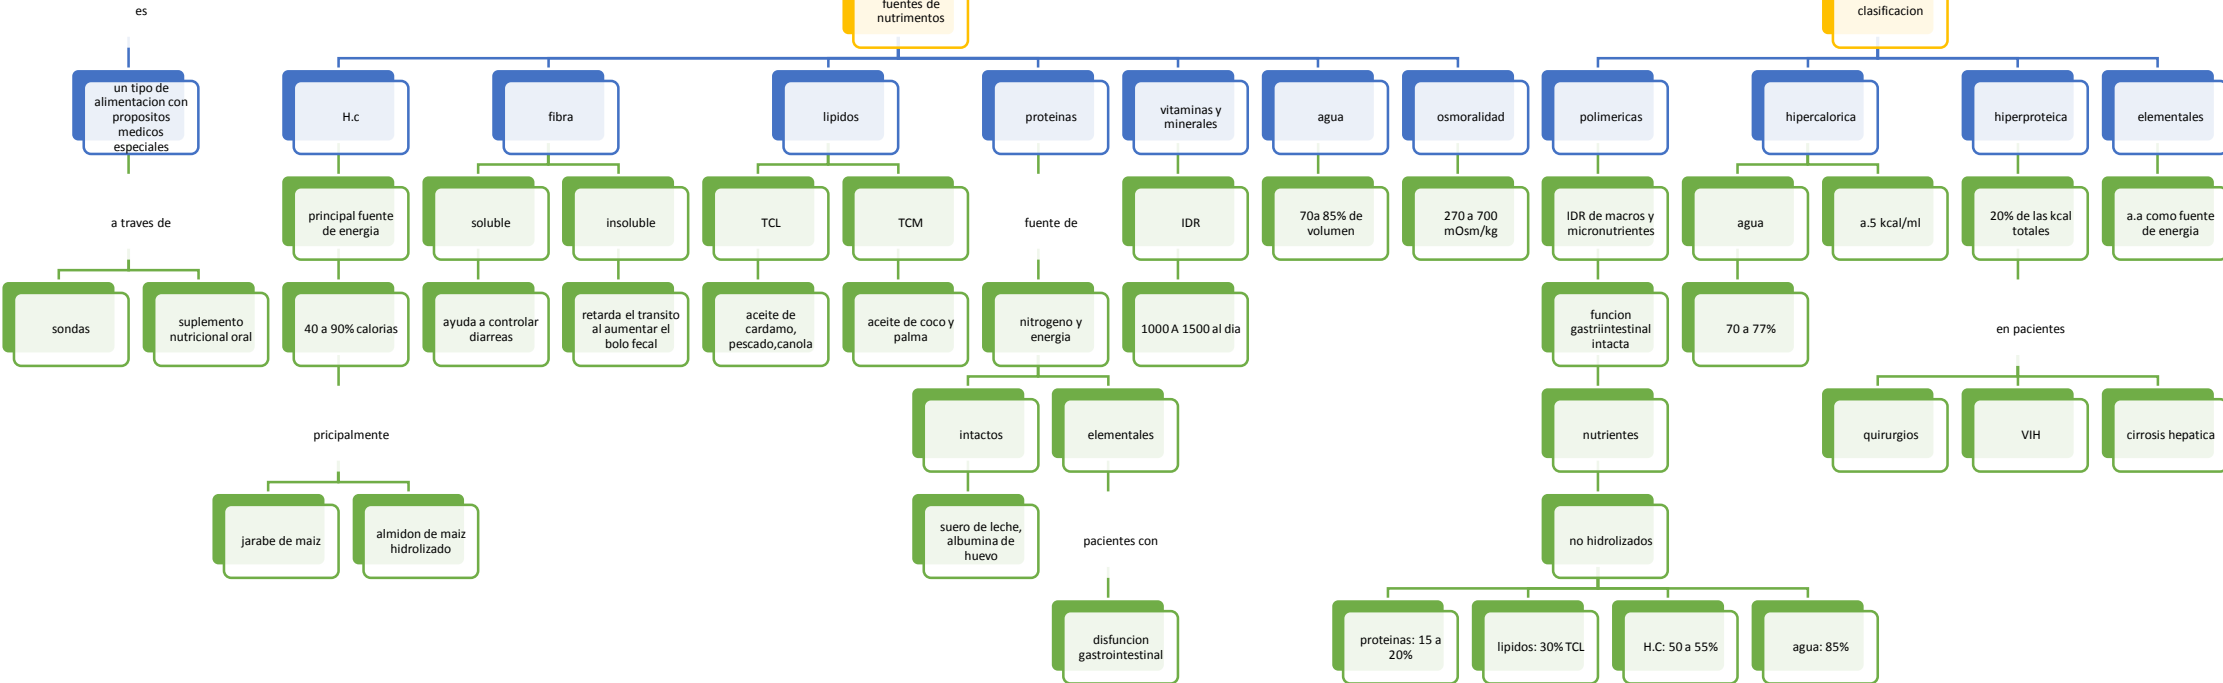 es
fuentes de
nutrimentos
clasificacion
un tipo de
alimentacion con
propositos
medicos
especiales
H.c
fibra
lipidos
proteinas
vitaminas y
minerales
agua
osmoralidad
polimericas
hipercalorica
hiperproteica
elementales
a traves de
principal fuente
de energia
soluble
insoluble
TCL
TCM
fuente de
IDR
70a 85% de
volumen
270 a 700
mOsm/kg
IDR de macros y
micronutrientes
agua
a.5 kcal/ml
20% de las kcal
totales
a.a como fuente
de energia
sondas
suplemento
nutricional oral
40 a 90% calorias
ayuda a controlar
diarreas
retarda el transito
al aumentar el
bolo fecal
aceite de
cardamo,
pescado,canola
aceite de coco y
palma
nitrogeno y
energia
1000 A 1500 al dia
funcion
gastriintestinal
intacta
70 a 77%
en pacientes
pricipalmente
intactos
elementales
nutrientes
quirurgios
VIH
cirrosis hepatica
jarabe de maiz
almidon de maiz
hidrolizado
suero de leche,
albumina de
huevo
pacientes con
no hidrolizados
disfuncion
gastrointestinal
proteinas: 15 a
20%
lipidos: 30% TCL
H.C: 50 a 55%
agua: 85%